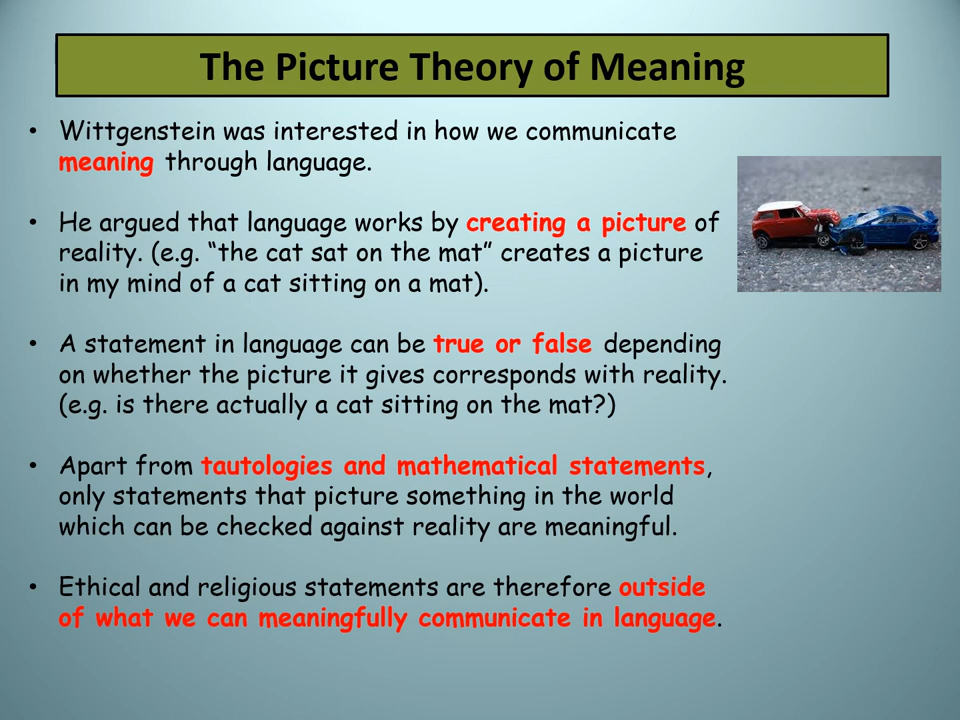 The Picture Theory of Meaning
• Wittgenstein was interested in how we communicate
meaning through language.
• He argued that language works by creating a picture of
reality. (e.g. “the cat sat on the mat” creates a picture
in my mind of a cat sitting on a mat).
• A statement in language can be true or false depending
on whether the picture it gives corresponds with reality.
(e.g. is there actually a cat sitting on the mat?)
• Apart from tautologies and mathematical statements,
only statements that picture something in the world
which can be checked against reality are meaningful.
• Ethical and religious statements are therefore outside
of what we can meaningfully communicate in language.